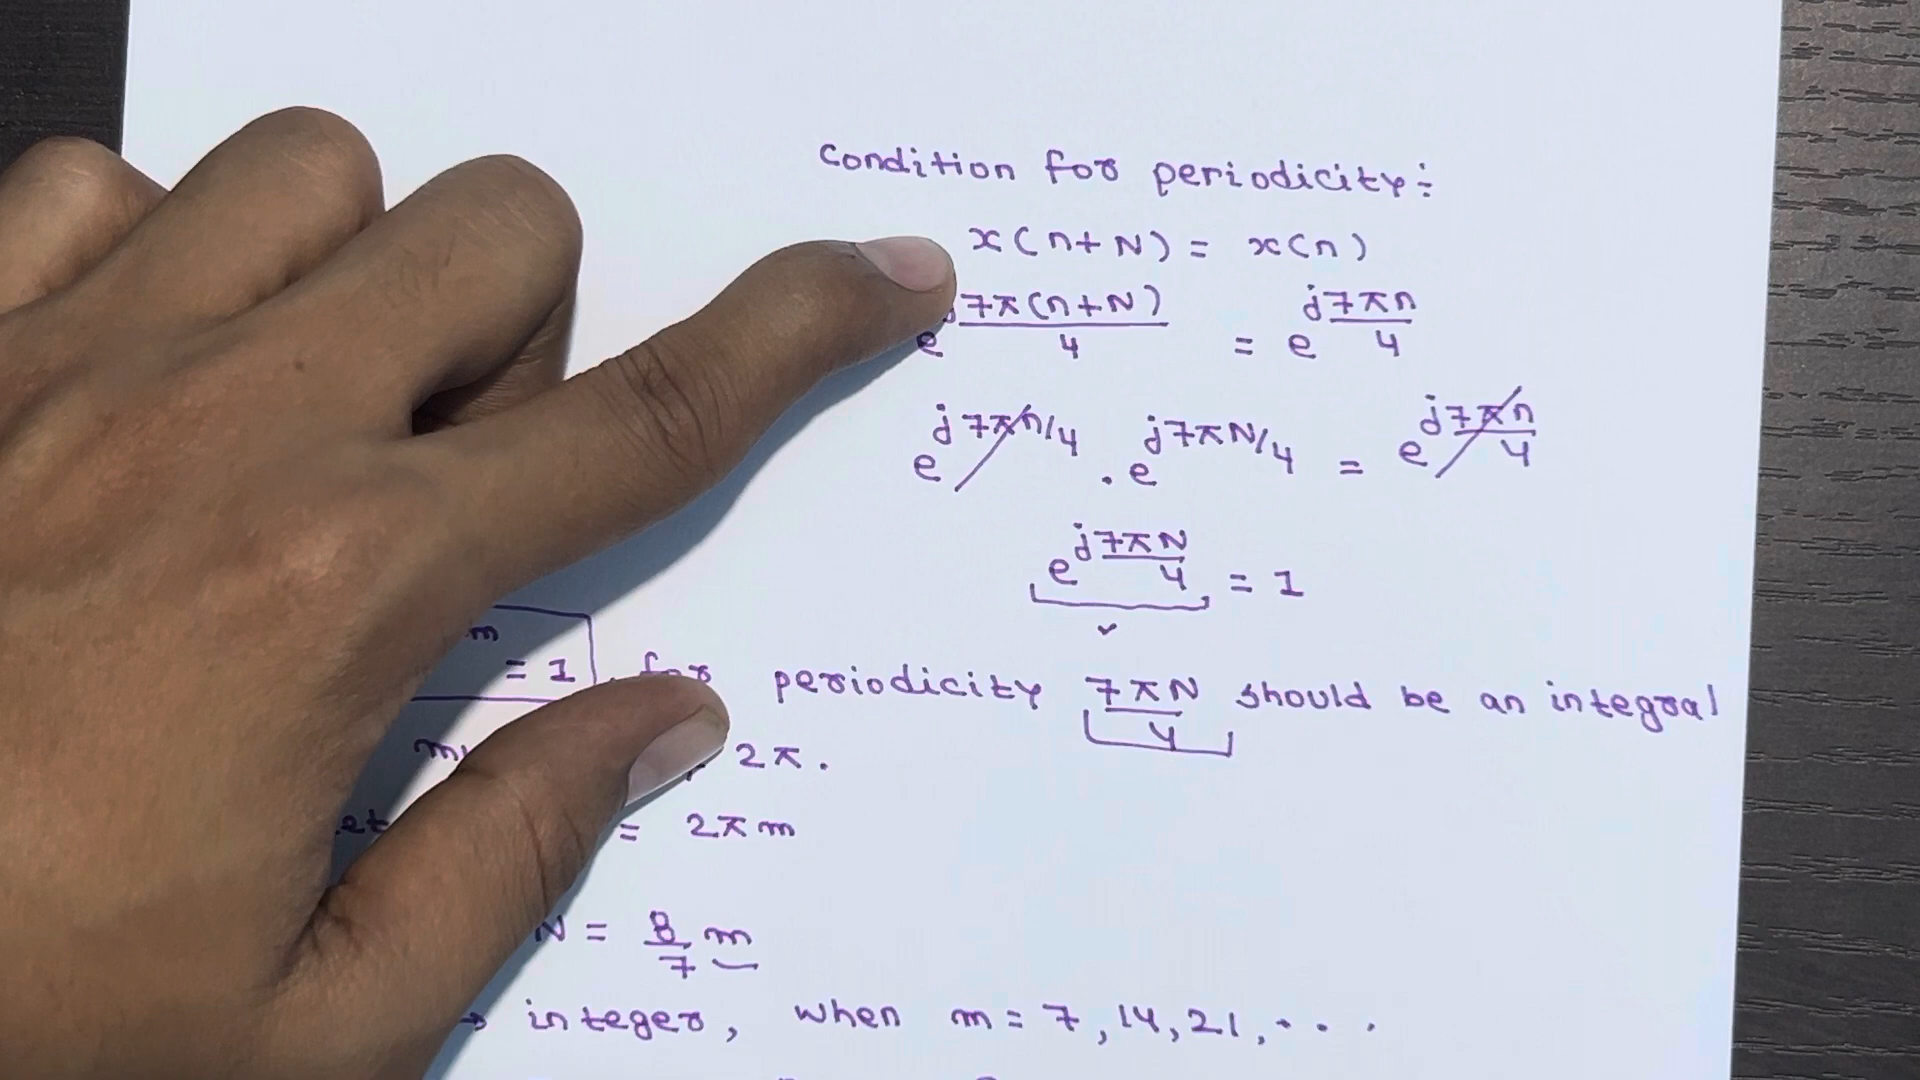 Condition for periodicity:
x(n+N) = x(n)
e^j7π(n+N)/4 = e^j7πn/4
e^j7πn/4 . e^j7πN/4 = e^j7πn/4
e^j7πN/4 = 1
m
= 1 for periodicity 7πN/4 should be an integral
2π.
= 2πm
N = 8/7 m
→ integer, when m = 7, 14, 21, . . .